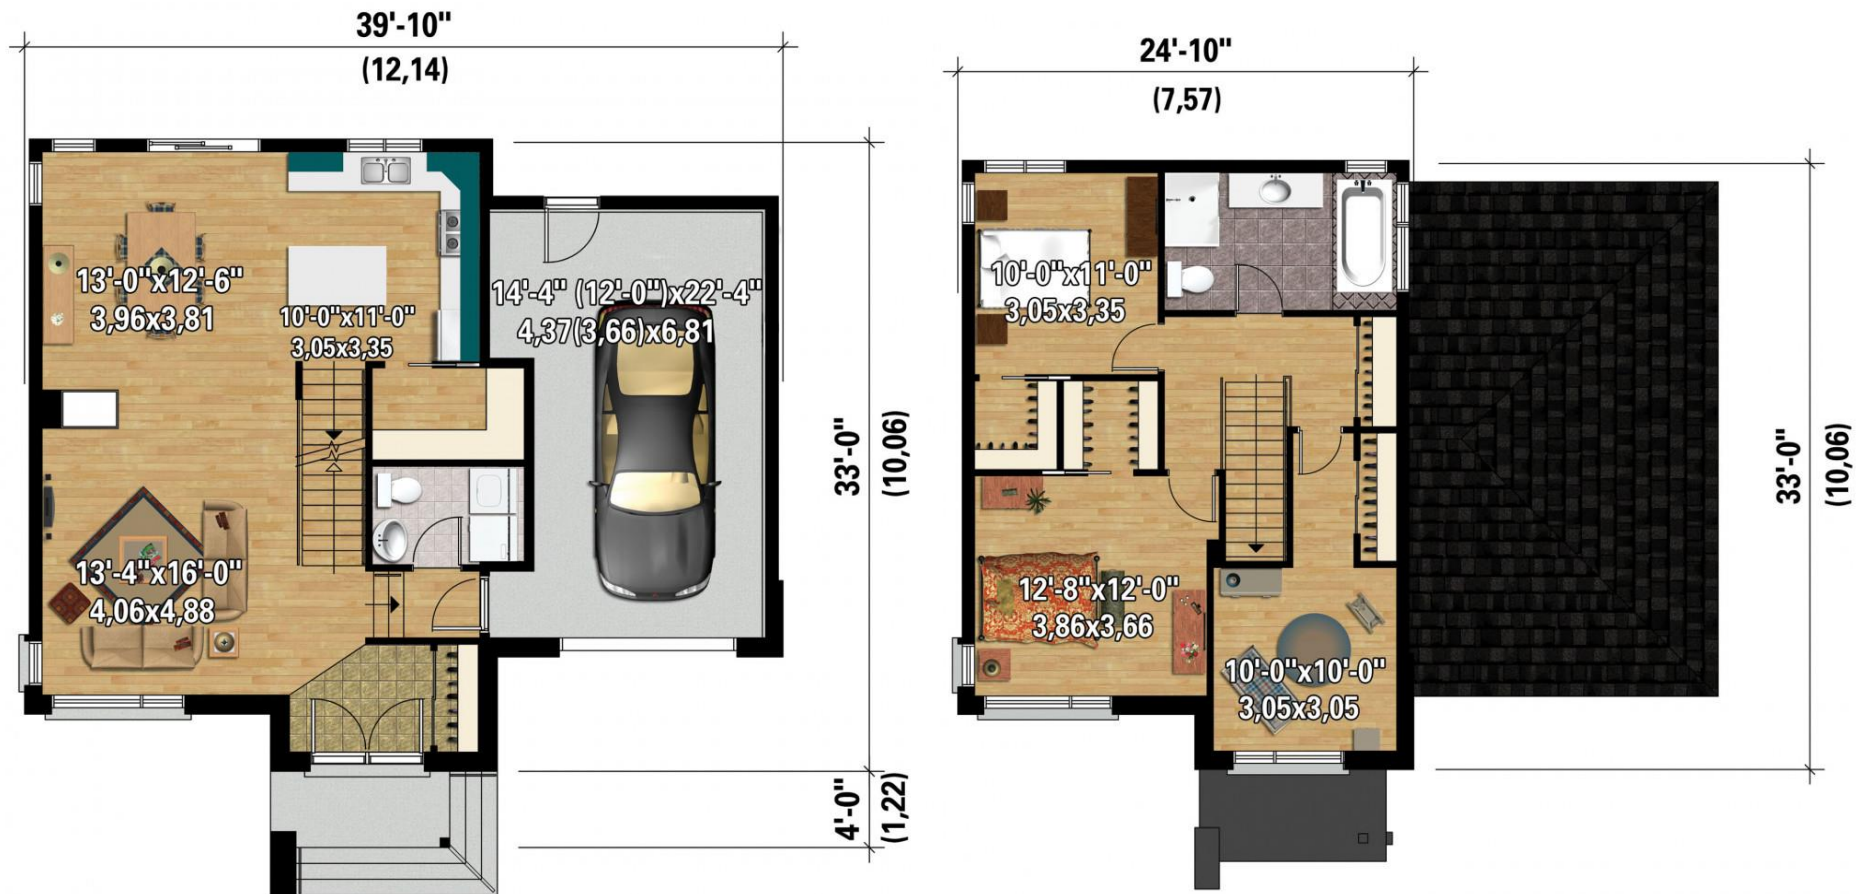 39'-10"
(12,14)
13'-0"x12'-6"
3,96x3,81
10'-0"x11'-0"
3,05x3,35
14'-4" (12'-0")x22'-4"
4,37(3,66)x6,81
13'-4"x16'-0"
4,06x4,88
33'-0"
(10,06)
4'-0"
(1,22)
24'-10"
(7,57)
10'-0"x11'-0"
3,05x3,35
12'-8"x12'-0"
3,86x3,66
10'-0"x10'-0"
3,05x3,05
33'-0"
(10,06)